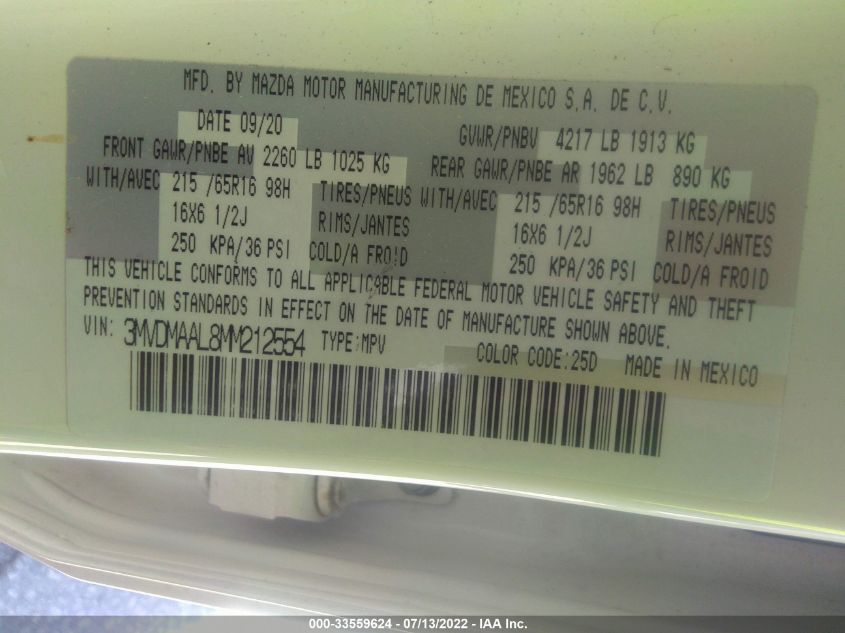 MFD. BY MAZDA MOTOR MANUFACTURING DE MEXICO S.A. DE C.V.
DATE 09/20 GVWR/PNBV 4217 LB 1913 KG
FRONT GAWR/PNBE AV 2260 LB 1025 KG REAR GAWR/PNBE AR 1962 LB 890 KG
WITH/AVEC 215 /65R16 98H TIRES/PNEUS WITH/AVEC 215 /65R16 98H TIRES/PNEUS
16X6 1/2J RIMS/JANTES 16X6 1/2J RIMS/JANTES
250 KPA/36 PSI COLD/A FROID 250 KPA/36 PSI COLD/A FROID
THIS VEHICLE CONFORMS TO ALL APPLICABLE FEDERAL MOTOR VEHICLE SAFETY AND THEFT
PREVENTION STANDARDS IN EFFECT ON THE DATE OF MANUFACTURE SHOWN ABOVE.
VIN: 3MVDMAAL8MM212554 TYPE:MPV COLOR CODE:25D MADE IN MEXICO
000-33559624 - 07/13/2022 - IAA Inc.